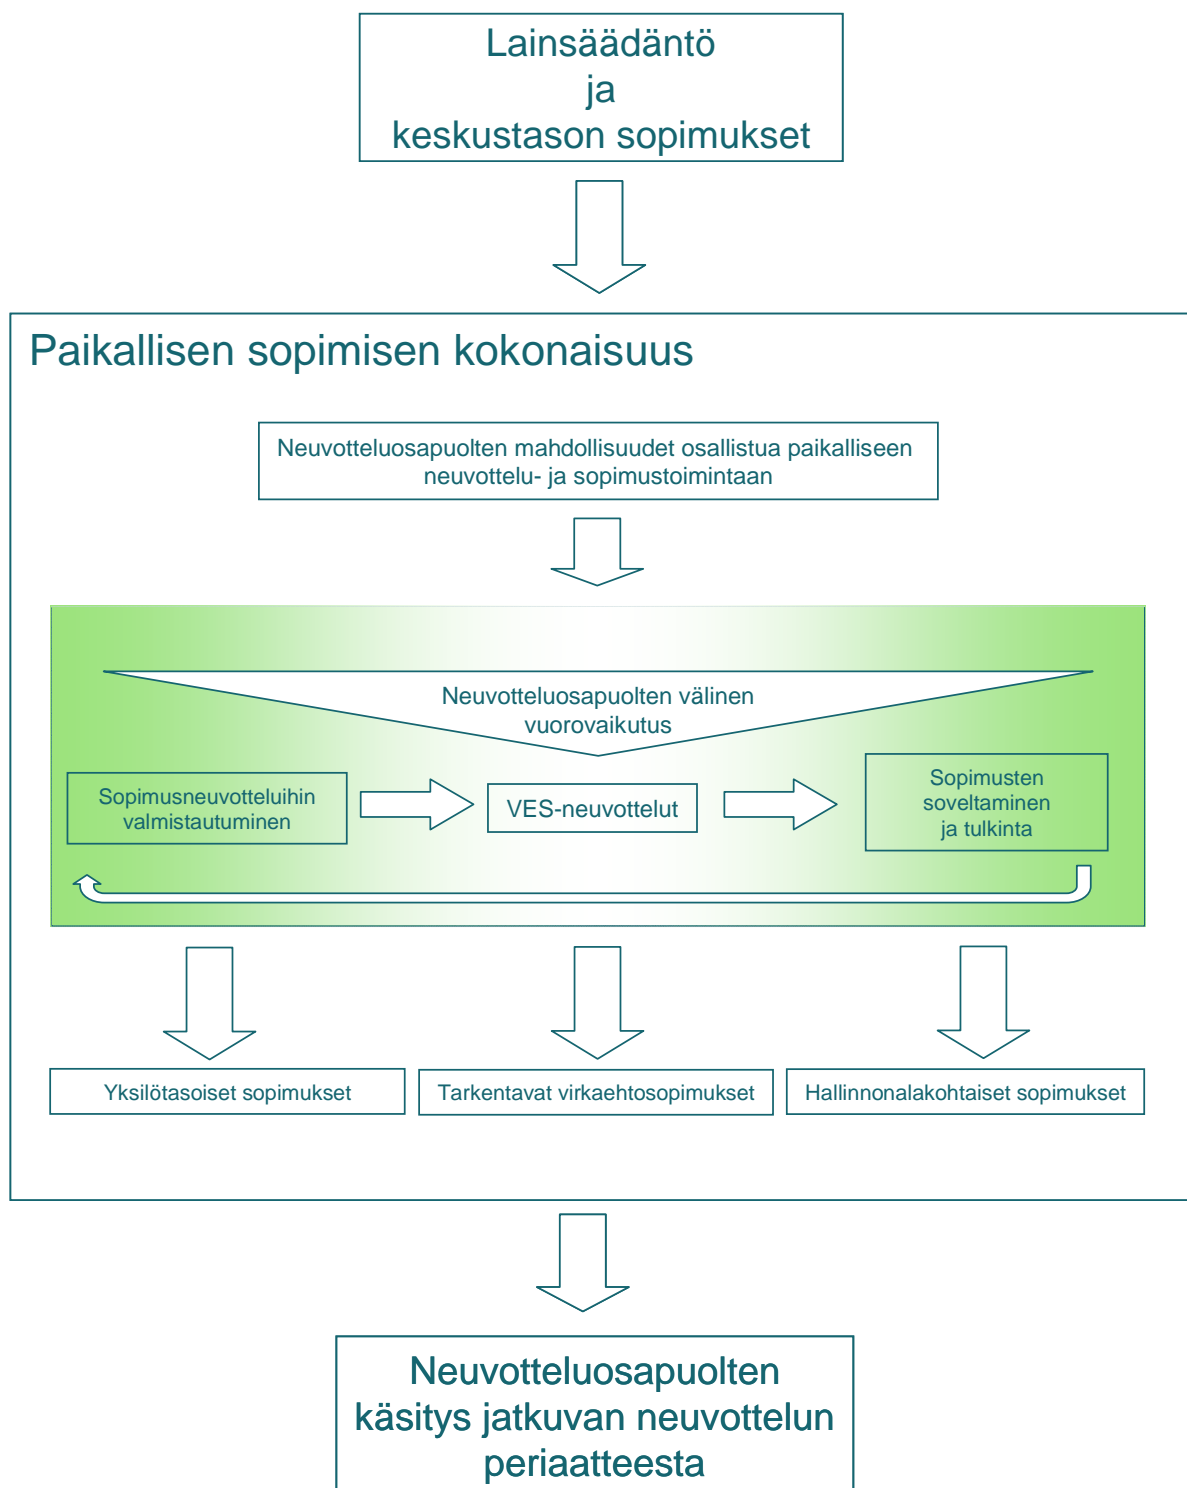 Lainsäädäntö
ja
keskustason sopimukset
Paikallisen sopimisen kokonaisuus
Neuvotteluosapuolten mahdollisuudet osallistua paikalliseen
neuvottelu- ja sopimustoimintaan
Neuvotteluosapuolten välinen
vuorovaikutus
Sopimusneuvotteluihin
valmistautuminen
VES-neuvottelut
Sopimusten
soveltaminen
ja tulkinta
Yksilötasoiset sopimukset
Tarkentavat virkaehtosopimukset
Hallinnonalakohtaiset sopimukset
Neuvotteluosapuolten
käsitys jatkuvan neuvottelun
periaatteesta